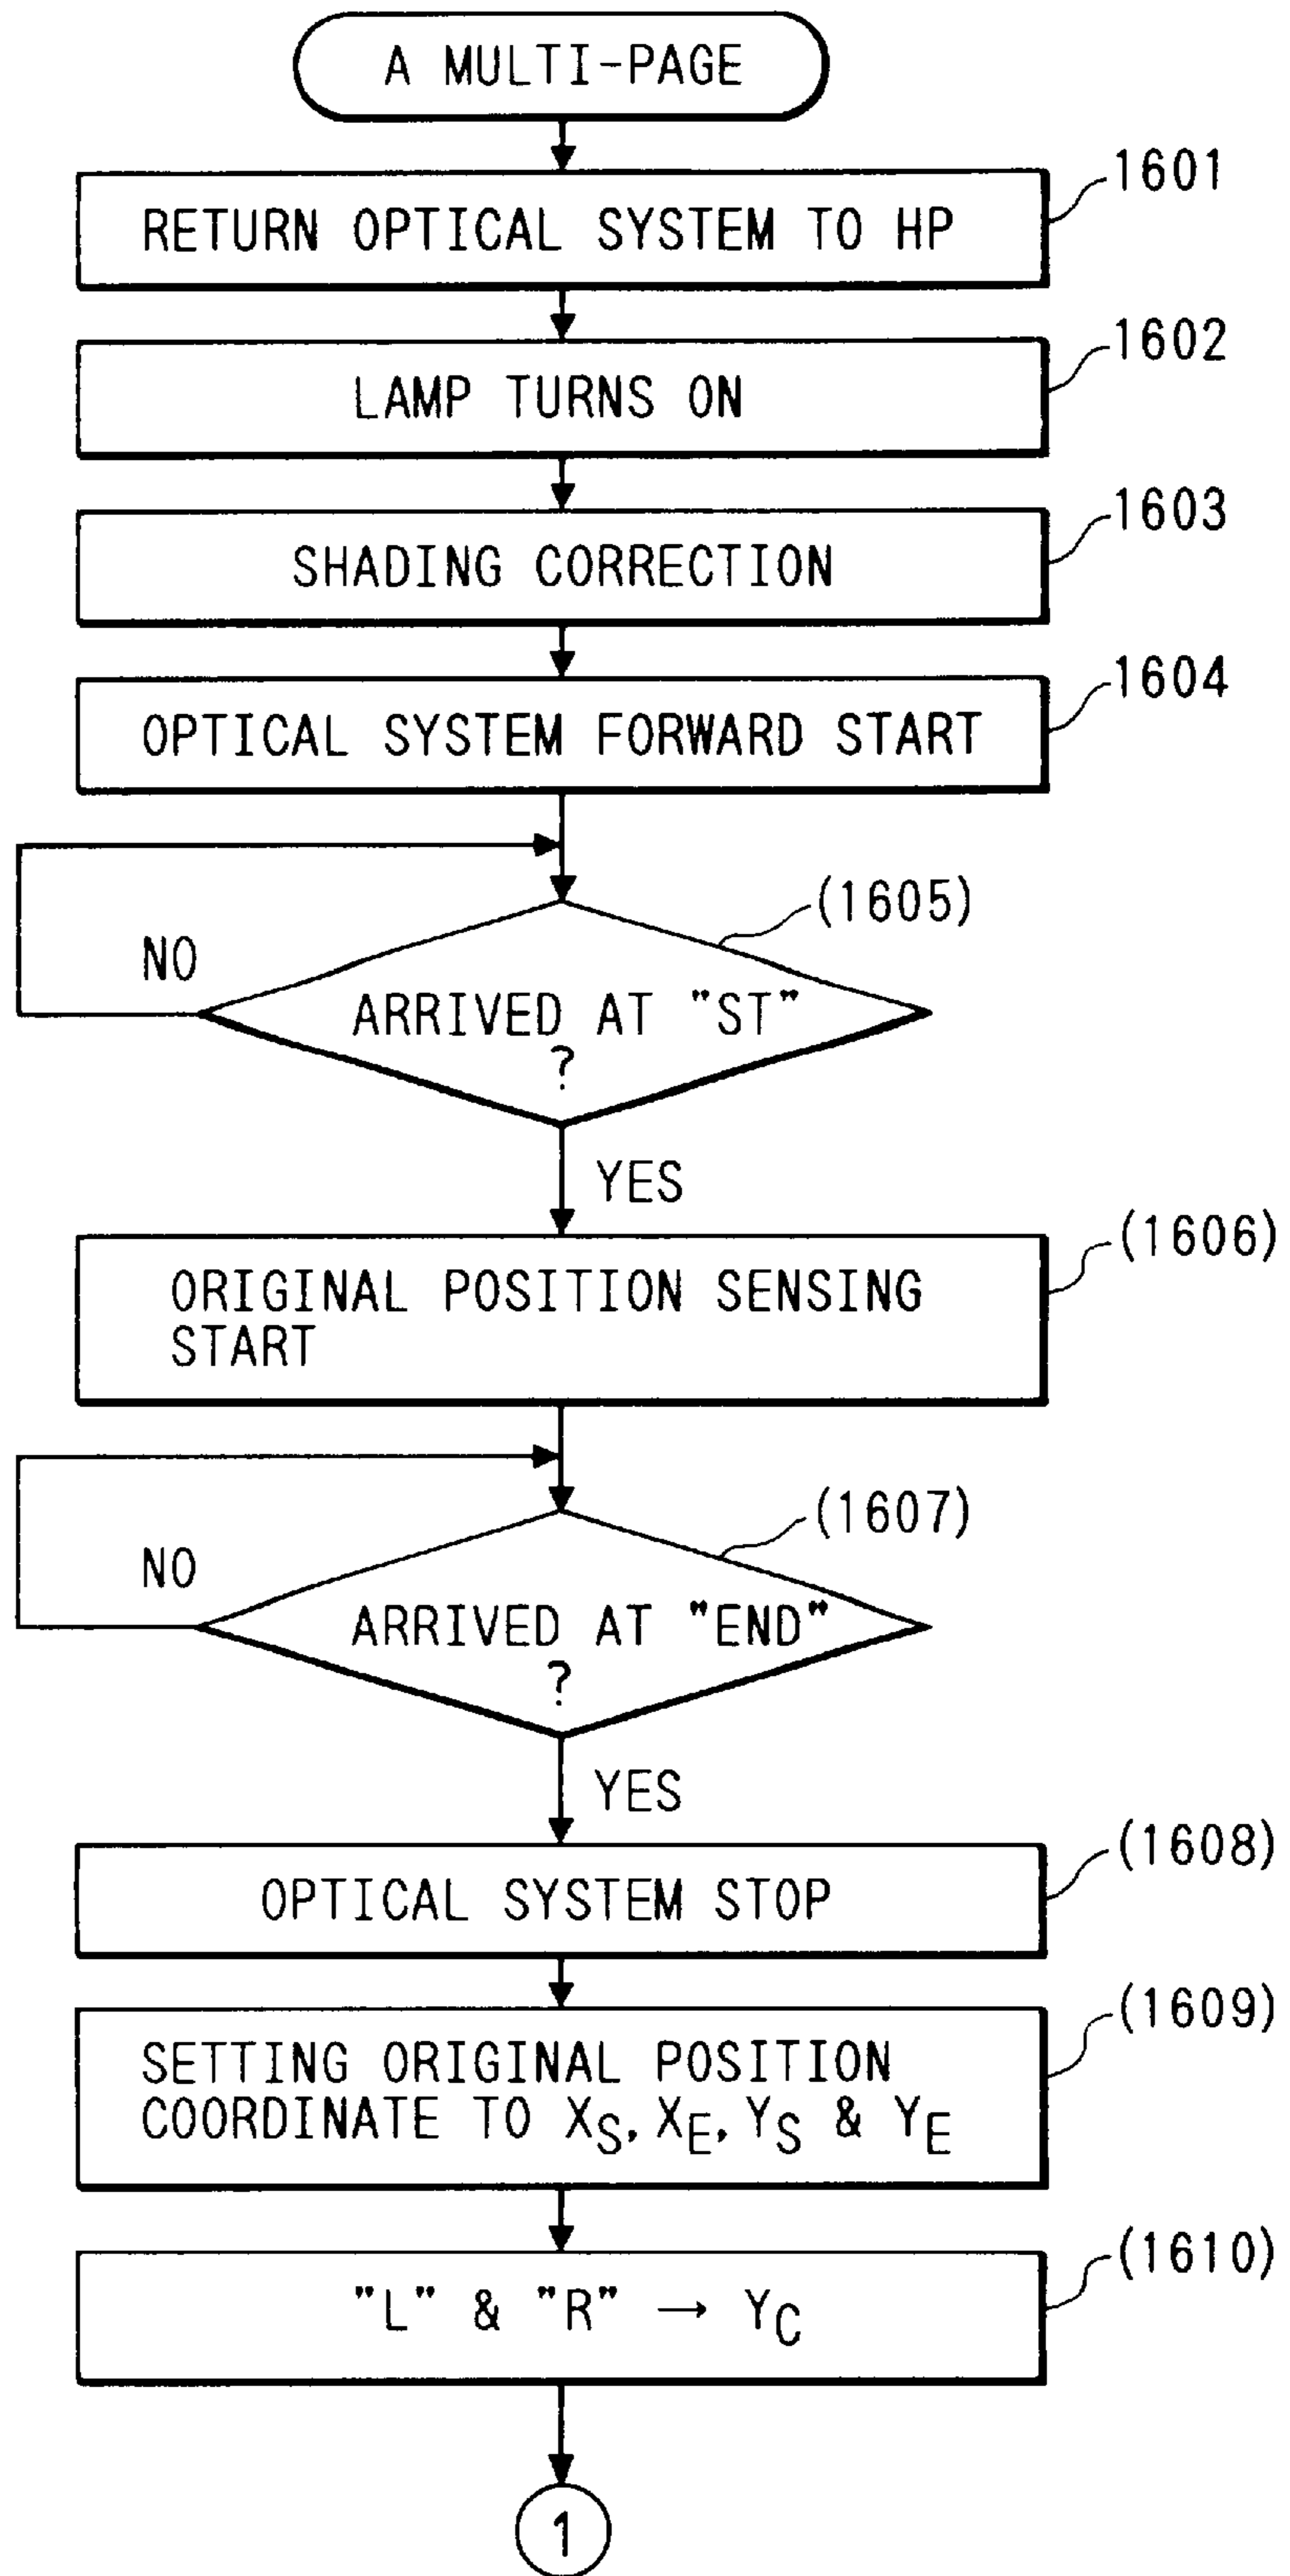 A MULTI-PAGE
1601
RETURN OPTICAL SYSTEM TO HP
1602
LAMP TURNS ON
1603
SHADING CORRECTION
1604
OPTICAL SYSTEM FORWARD START
(1605)
NO
ARRIVED AT "ST"
?
YES
(1606)
ORIGINAL POSITION SENSING
START
(1607)
NO
ARRIVED AT "END"
?
YES
(1608)
OPTICAL SYSTEM STOP
(1609)
SETTING ORIGINAL POSITION
COORDINATE TO XS, XE, YS & YE
(1610)
"L" & "R" → YC
1